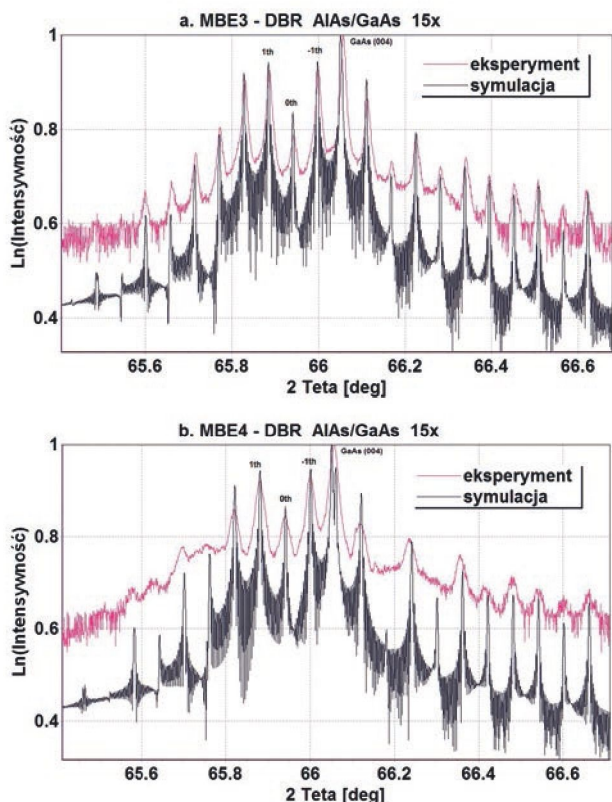 a. MBE3 - DBR AlAs/GaAs 15x
1
GaAs (004)
1th
-1th
0th
eksperyment
symulacja
0.8
0.6
0.4
Ln(Intensywność)
65.6
65.8
66
66.2
66.4
66.6
2 Teta [deg]
b. MBE4 - DBR AlAs/GaAs 15x
1
GaAs (004)
1th
-1th
0th
eksperyment
symulacja
0.8
0.6
0.4
Ln(Intensywność)
65.6
65.8
66
66.2
66.4
66.6
2 Teta [deg]